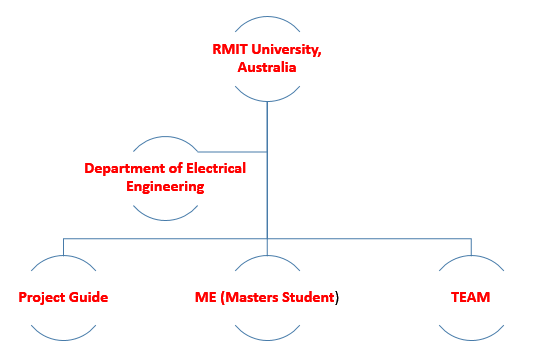 RMIT University,
Australia
Department of Electrical
Engineering
Project Guide
ME (Masters Student)
TEAM